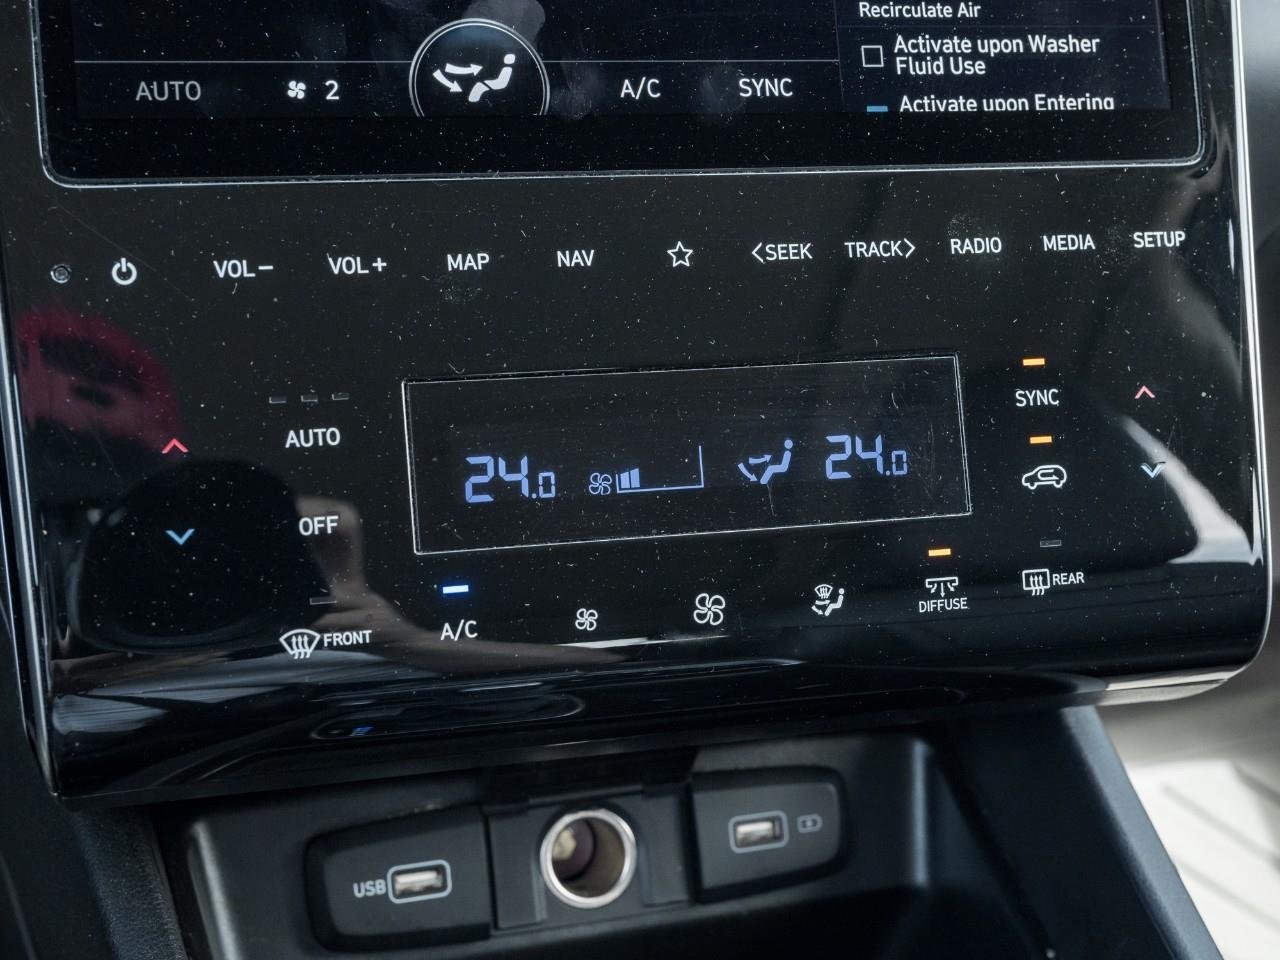 Recirculate Air
Activate upon Washer
Fluid Use
Activate upon Entering
AUTO 2 A/C SYNC
VOL− VOL+ MAP NAV <SEEK TRACK> RADIO MEDIA SETUP
SYNC
AUTO
24.0 24.0
OFF
REAR
DIFFUSE
A/C
FRONT
USB